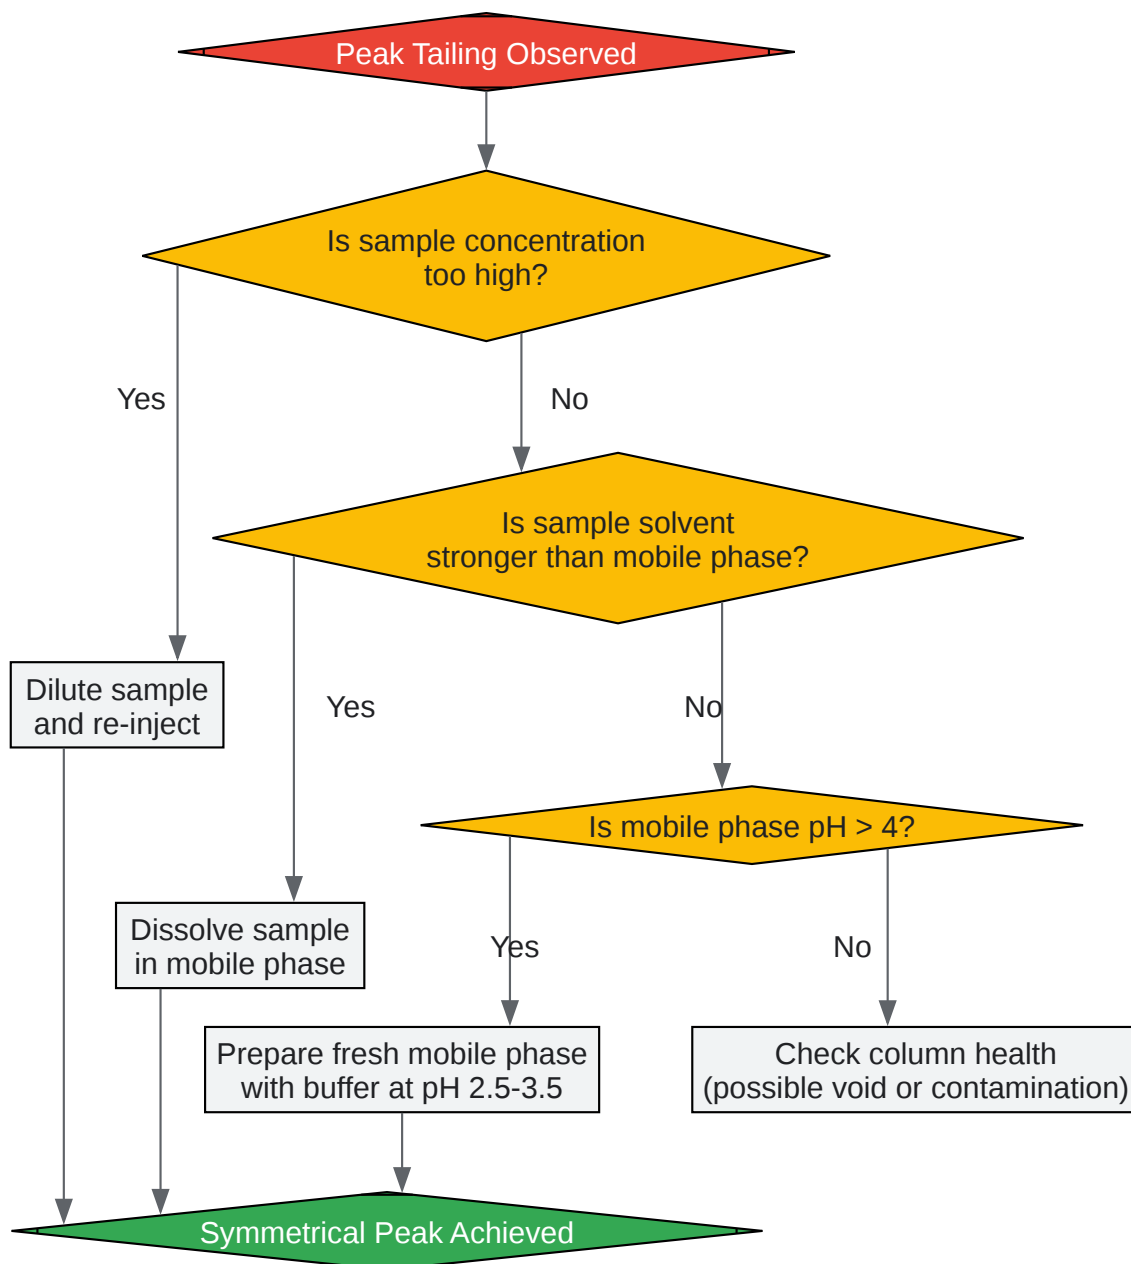 Peak Tailing Observed
Is sample concentration
too high?
Yes
No
Is sample solvent
stronger than mobile phase?
Dilute sample
and re-inject
Yes
No
Is mobile phase pH > 4?
Dissolve sample
in mobile phase
Yes
No
Prepare fresh mobile phase
with buffer at pH 2.5-3.5
Check column health
(possible void or contamination)
Symmetrical Peak Achieved